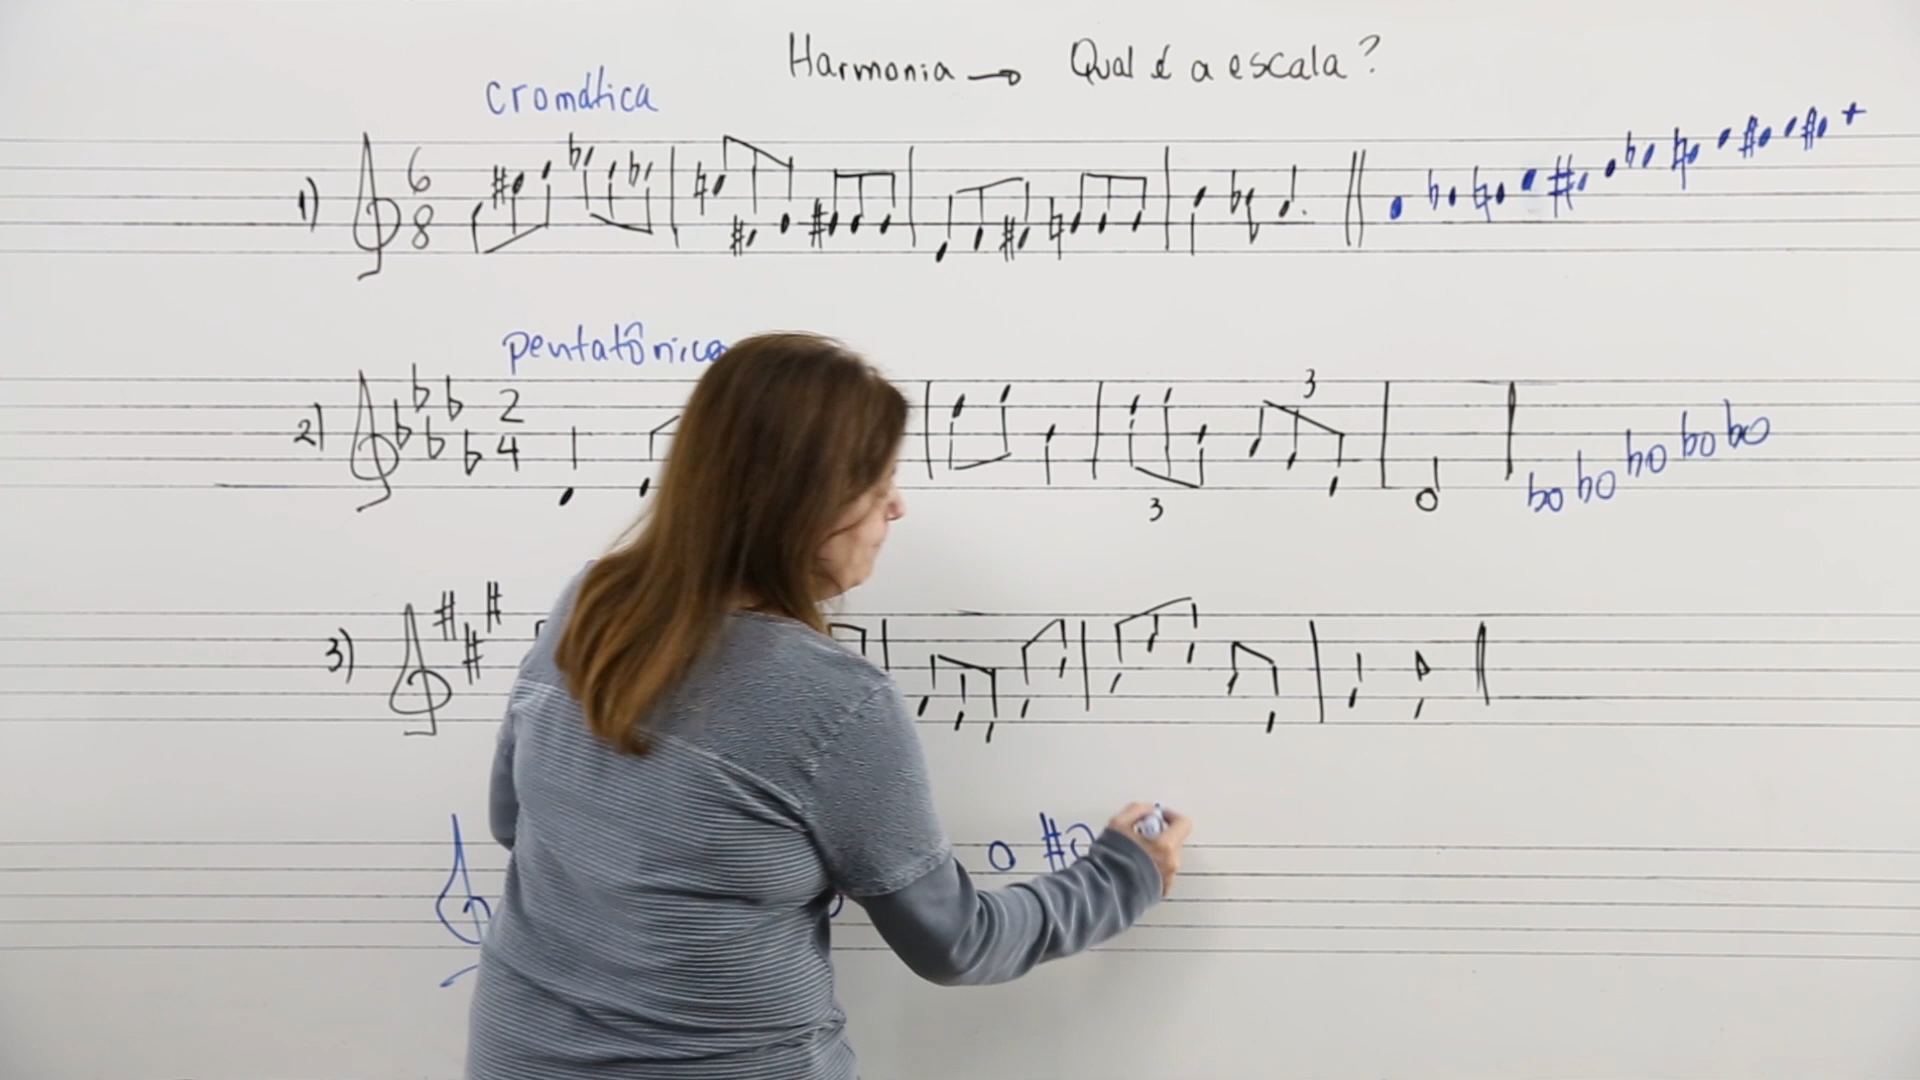 Harmonia → Qual é a escala?
cromática
1) 6 8
pentatônica
2) 2 4 3 3
3)